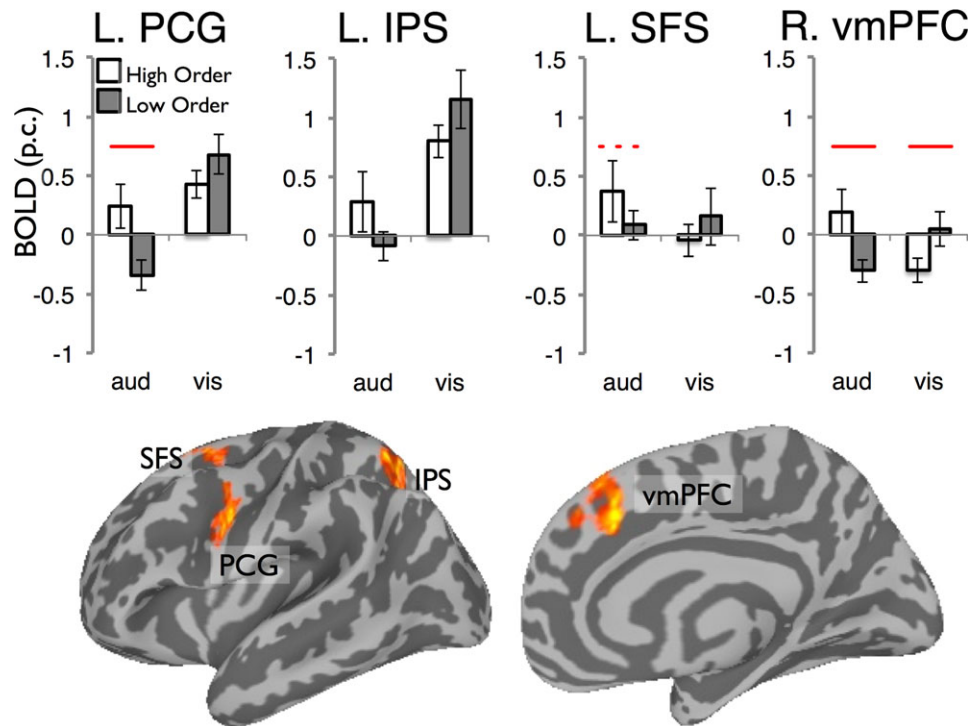 L. PCG L. IPS L. SFS R. vmPFC
BOLD (p.c.)
1.5 1.5 1.5 1.5
High Order
Low Order
1 1 1 1
0.5 0.5 0.5 0.5
0 0 0 0
-0.5 -0.5 -0.5 -0.5
-1 -1 -1 -1
aud vis aud vis aud vis aud vis
SFS
IPS
vmPFC
PCG